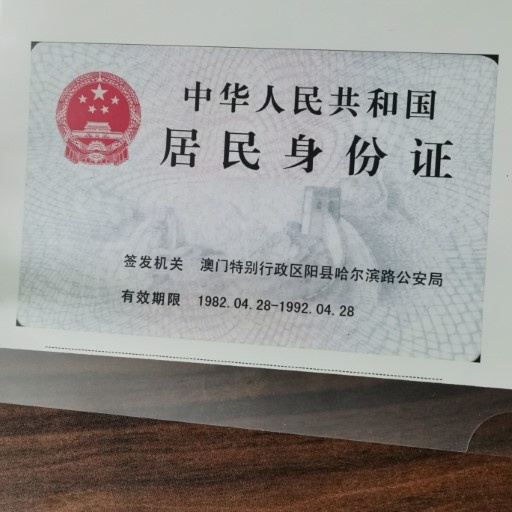 中华人民共和国
居民身份证
签发机关 澳门特别行政区阳县哈尔滨路公安局
有效期限 1982.04.28-1992.04.28